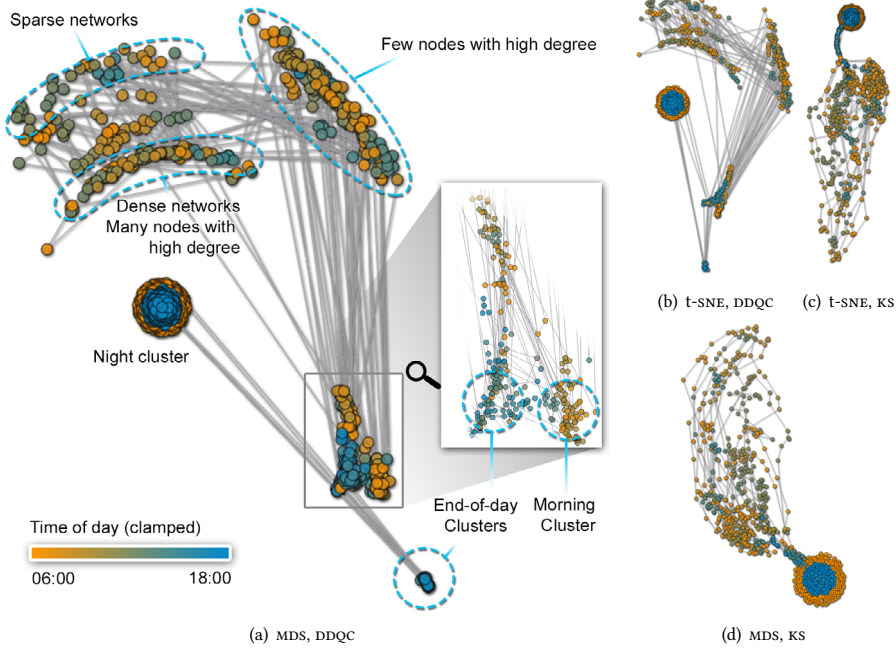 Sparse networks
Few nodes with high degree
Dense networks
Many nodes with
high degree
Night cluster
End-of-day
Clusters
Morning
Cluster
Time of day (clamped)
06:00
18:00
(a) MDS, DDQC
(b) t-SNE, DDQC
(c) t-SNE, KS
(d) MDS, KS